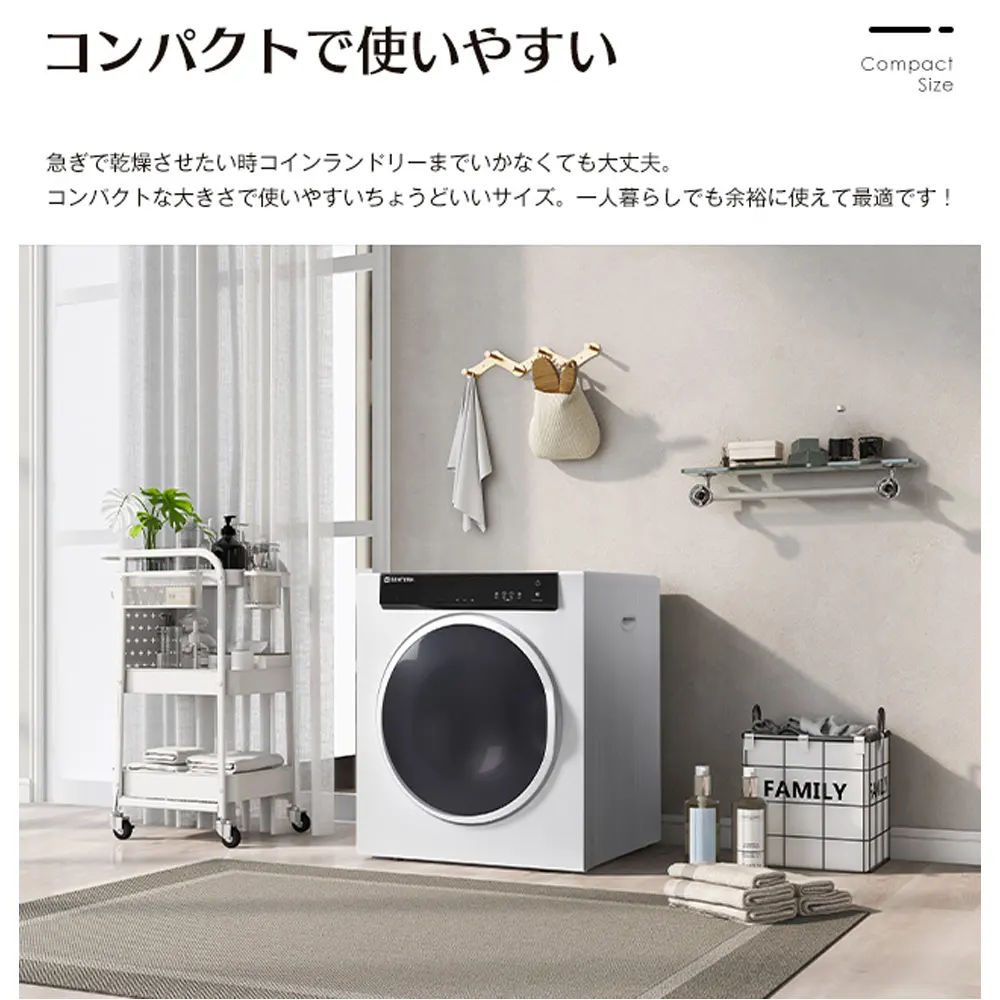 コンパクトで使いやすい
Compact
Size
急ぎで乾燥させたい時コインランドリーまでいかなくても大丈夫。
コンパクトな大きさで使いやすいちょうどいいサイズ。一人暮らしでも余裕に使えて最適です！
FAMILY